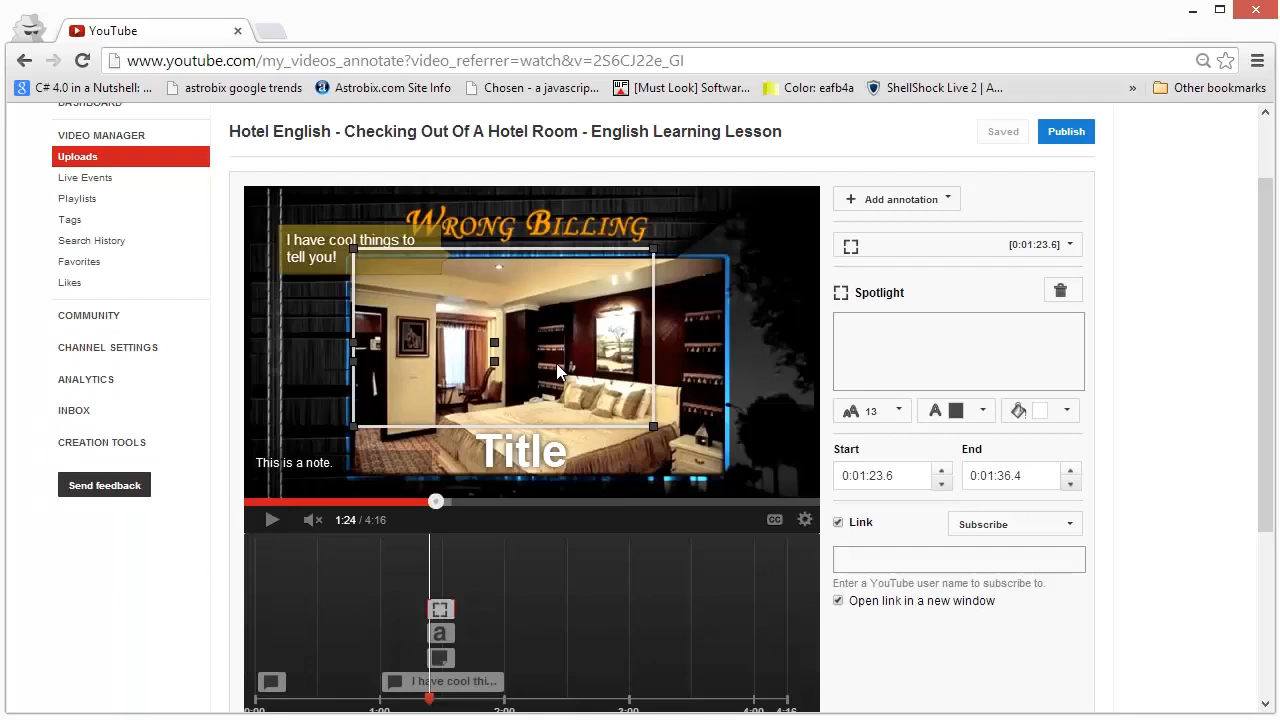 YouTube
www.youtube.com/my_videos_annotate?video_referrer=watch&v=2S6CJ22e_GI
C# 4.0 in a Nutshell: ...
astrobix google trends
Astrobix.com Site Info
Chosen - a javascrip...
[Must Look] Softwar...
Color: eafb4a
ShellShock Live 2 | A...
»
Other bookmarks
DASHBOARD
VIDEO MANAGER
Uploads
Live Events
Playlists
Tags
Search History
Favorites
Likes
COMMUNITY
CHANNEL SETTINGS
ANALYTICS
INBOX
CREATION TOOLS
Send feedback
Hotel English - Checking Out Of A Hotel Room - English Learning Lesson
Saved
Publish
WRONG BILLING
I have cool things to
tell you!
Title
This is a note.
1:24 / 4:16
CC
a
I have cool thi...
0:00
1:00
2:00
3:00
4:00
4:16
+ Add annotation
[0:01:23.6]
Spotlight
13
A
Start
End
0:01:23.6
0:01:36.4
Link
Subscribe
Enter a YouTube user name to subscribe to.
Open link in a new window